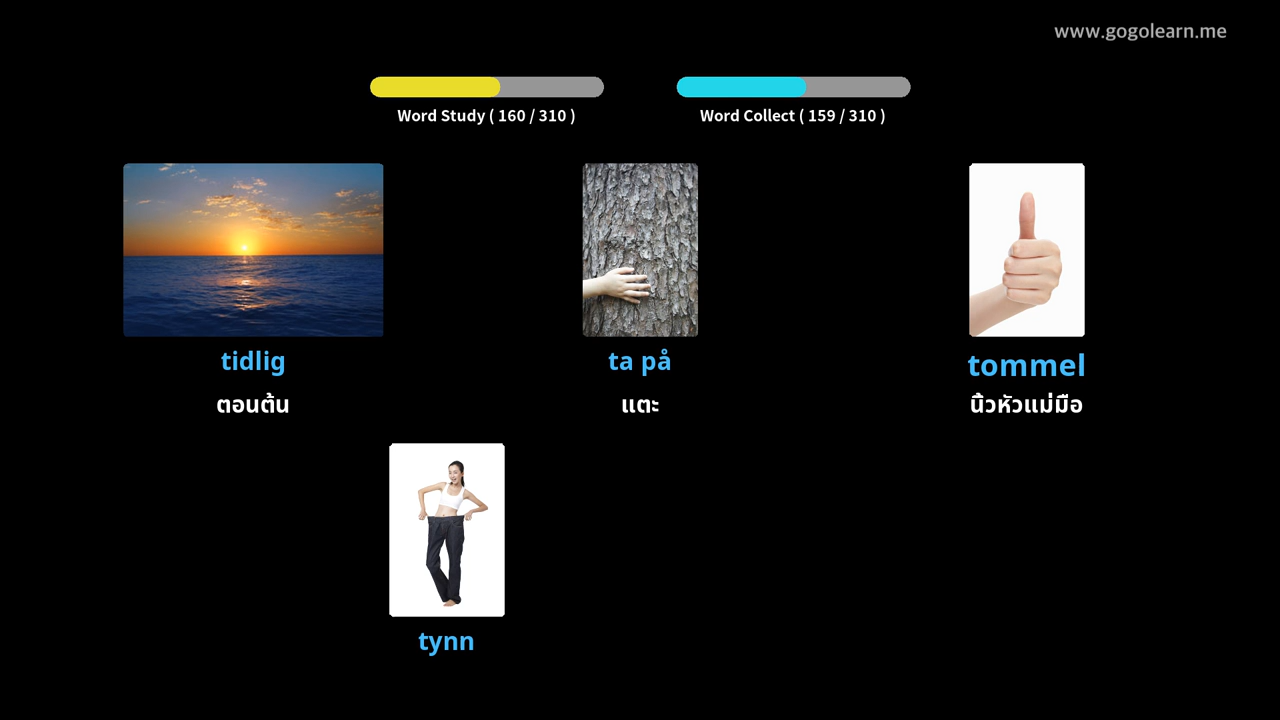 www.gogolearn.me
Word Study ( 160 / 310 )
Word Collect ( 159 / 310 )
tidlig
ta på
tommel
ตอนต้น
แตะ
นิ้วหัวแม่มือ
tynn